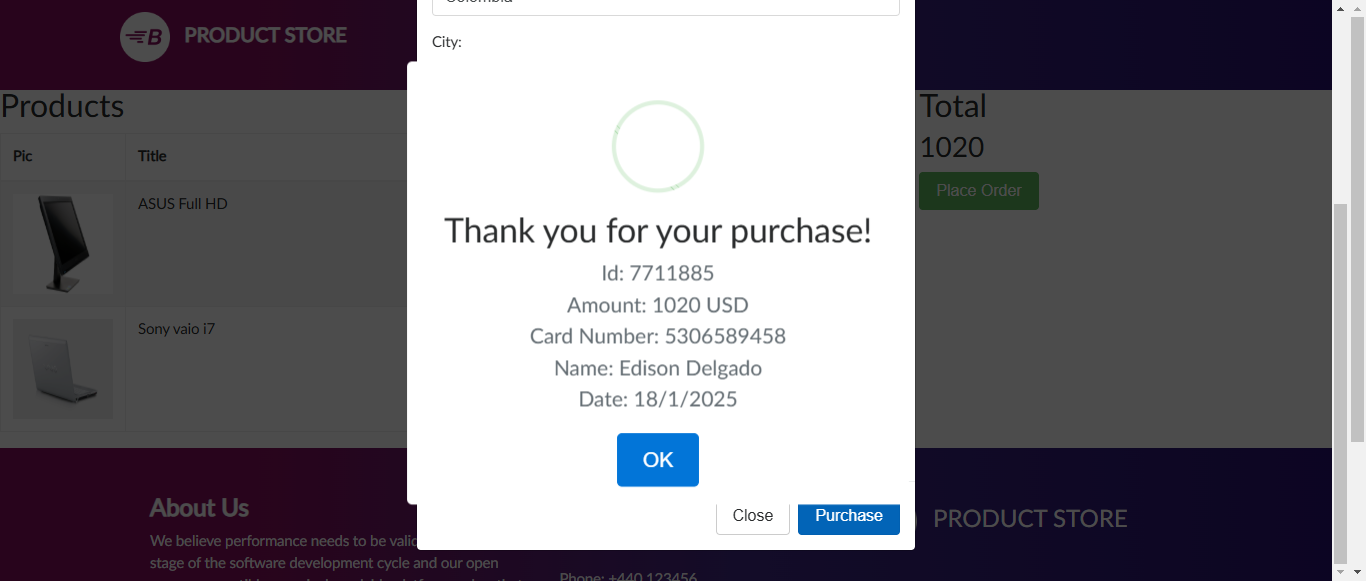 PRODUCT STORE
Products
Pic Title
ASUS Full HD
Sony vaio i7
Colombia
City:
Thank you for your purchase!
Id: 7711885
Amount: 1020 USD
Card Number: 5306589458
Name: Edison Delgado
Date: 18/1/2025
OK
Close Purchase
Total
1020
Place Order
About Us
We believe performance needs to be
stage of the software development cycle and our open
Phone: +440 123456
PRODUCT STORE